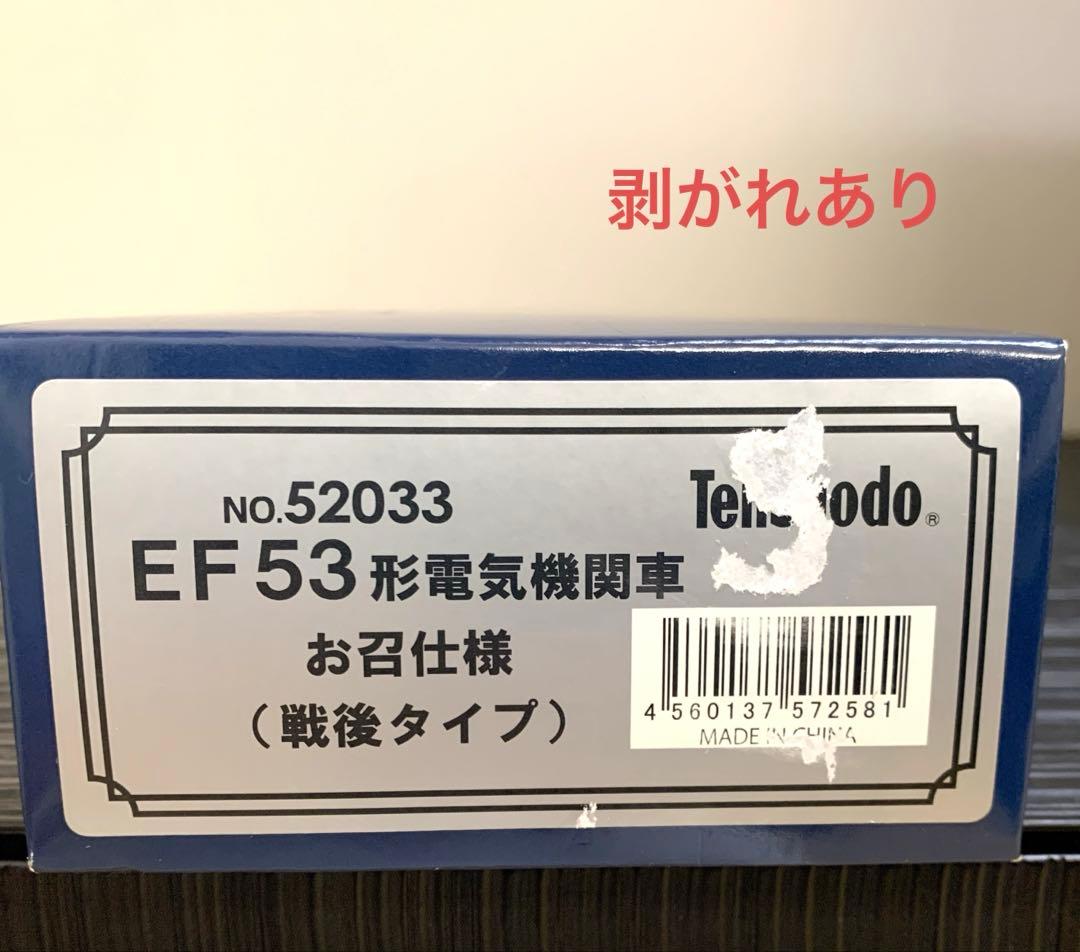 剥がれあり
NO.52033
EF53形電気機関車
お召仕様
（戦後タイプ）
®
4 560137 572581
MADE IN CHINA